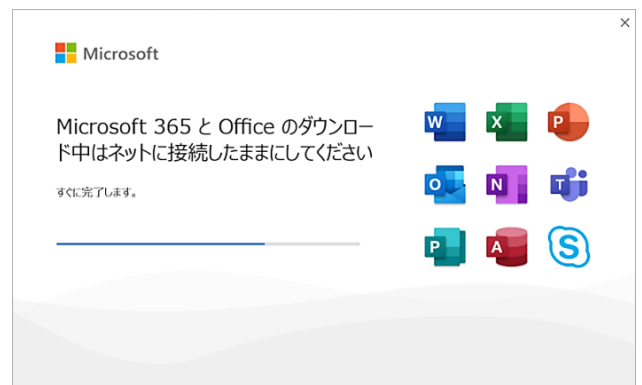 Microsoft
Microsoft 365 と Office のダウンロー
ド中はネットに接続したままにしてください
すぐに完了します。
W
X
P
O
N
T
P
A
S